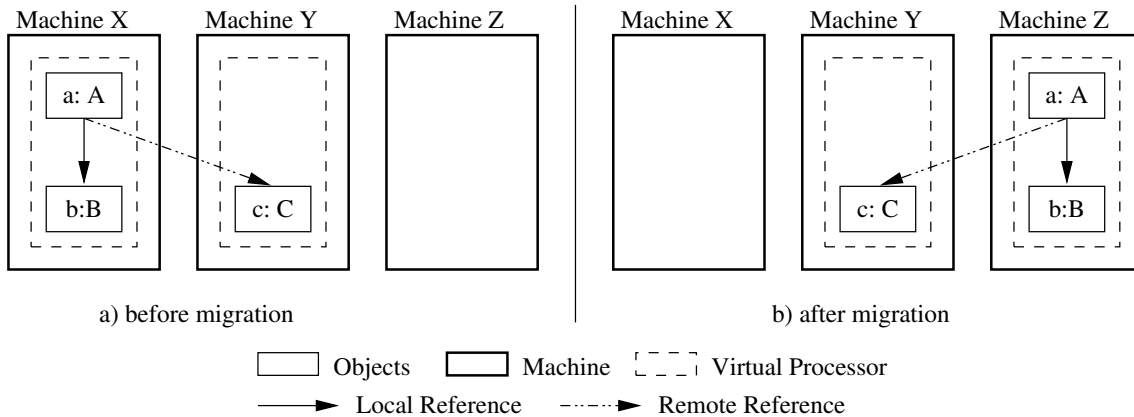 Machine X
Machine Y
Machine Z
a: A
b:B
c: C
a) before migration
Machine X
Machine Y
Machine Z
a: A
c: C
b:B
b) after migration
Objects
Machine
Virtual Processor
Local Reference
Remote Reference